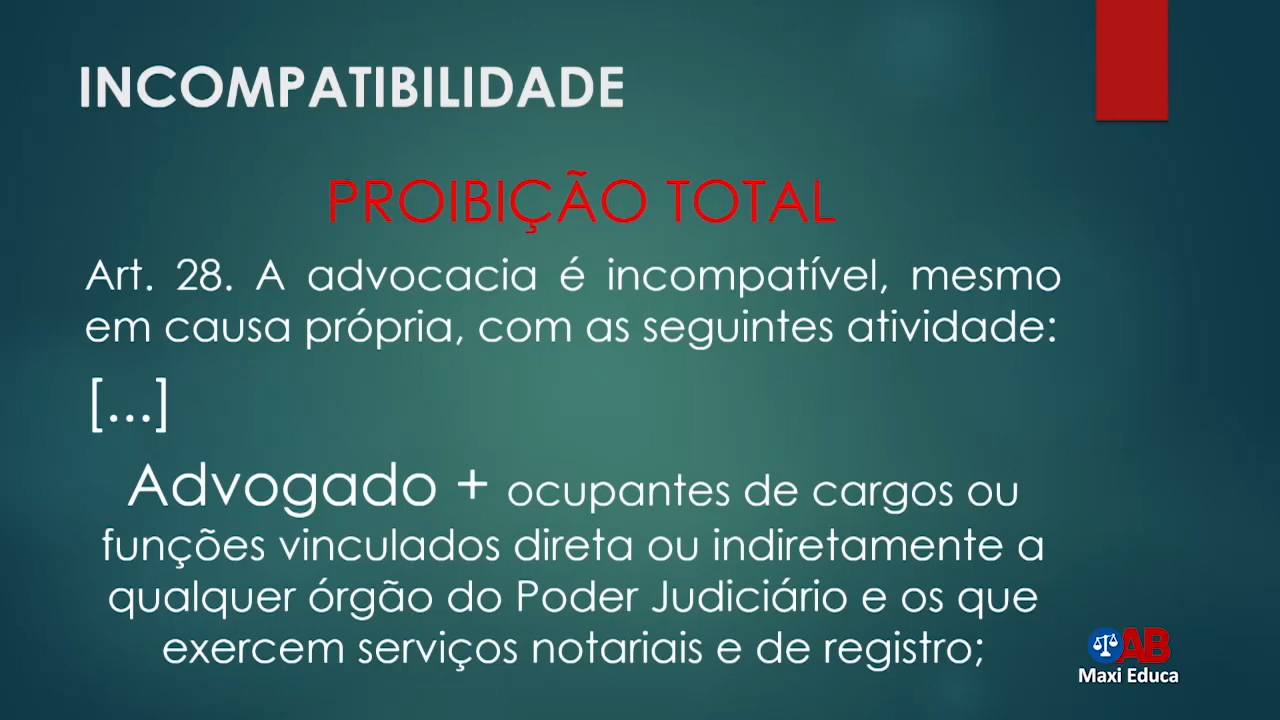 INCOMPATIBILIDADE
PROIBIÇÃO TOTAL
Art. 28. A advocacia é incompatível, mesmo
em causa própria, com as seguintes atividade:
[...]
Advogado + ocupantes de cargos ou
funções vinculados direta ou indiretamente a
qualquer órgão do Poder Judiciário e os que
exercem serviços notariais e de registro;
OAB
Maxi Educa